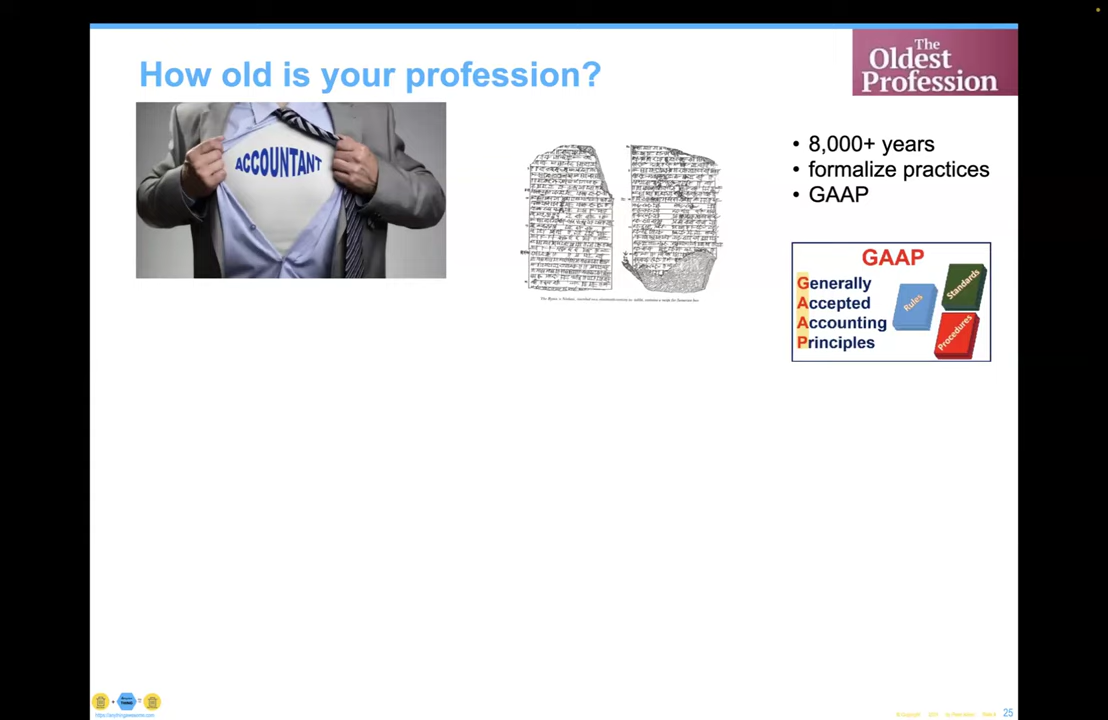 The
Oldest
Profession
How old is your profession?
ACCOUNTANT
• 8,000+ years
• formalize practices
• GAAP
GAAP
Generally
Accepted
Accounting
Principles
Rules
Standards
Procedures
25